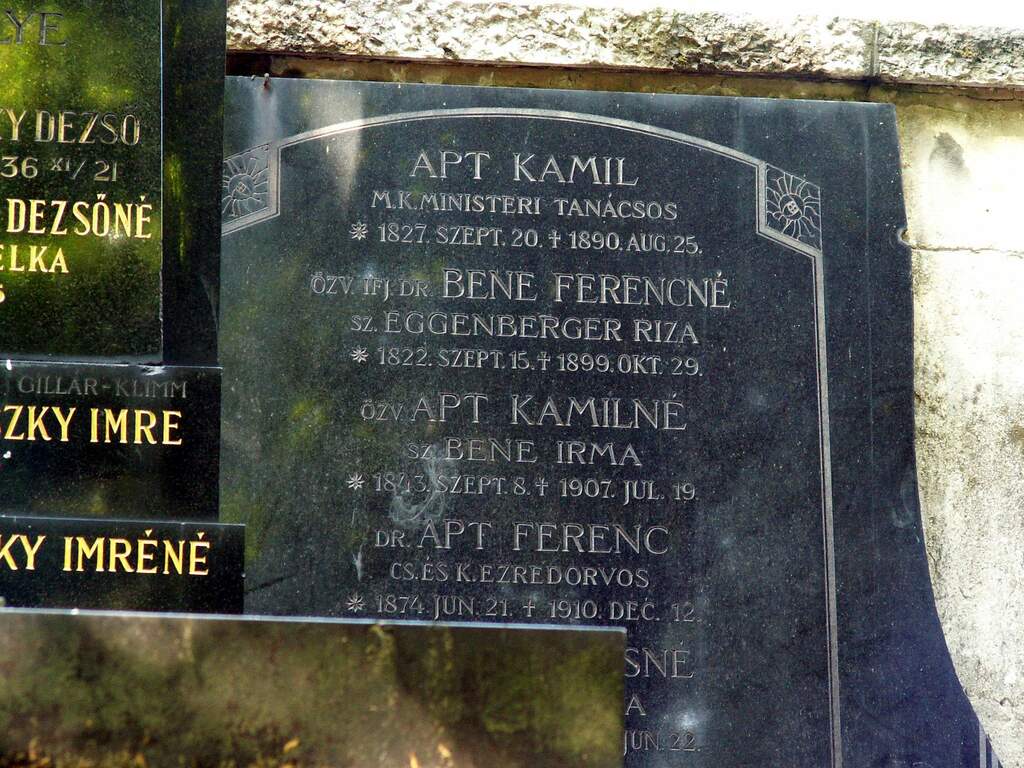 LYE
Y DEZSŐ
36 XI/21
DEZSŐNÉ
ELKA
GILLÁR-KLIMM
SZKY IMRE
KY IMRÉNÉ
APT KAMIL
M.K.MINISTERI TANÁCSOS
* 1827. SZEPT. 20. ‡ 1890. AUG. 25.
ÖZV. IFJ. DR. BENE FERENCNÉ
SZ. EGGENBERGER RIZA
* 1822. SZEPT. 15. ‡ 1899. OKT. 29.
ÖZV. APT KAMILNÉ
SZ. BENE IRMA
* 1843. SZEPT. 8. ‡ 1907. JUL. 19.
DR. APT FERENC
CS. ÉS K. EZREDORVOS
* 1874. JUN. 21. ‡ 1910. DEC. 12.
SNÉ
A
JUN. 22.